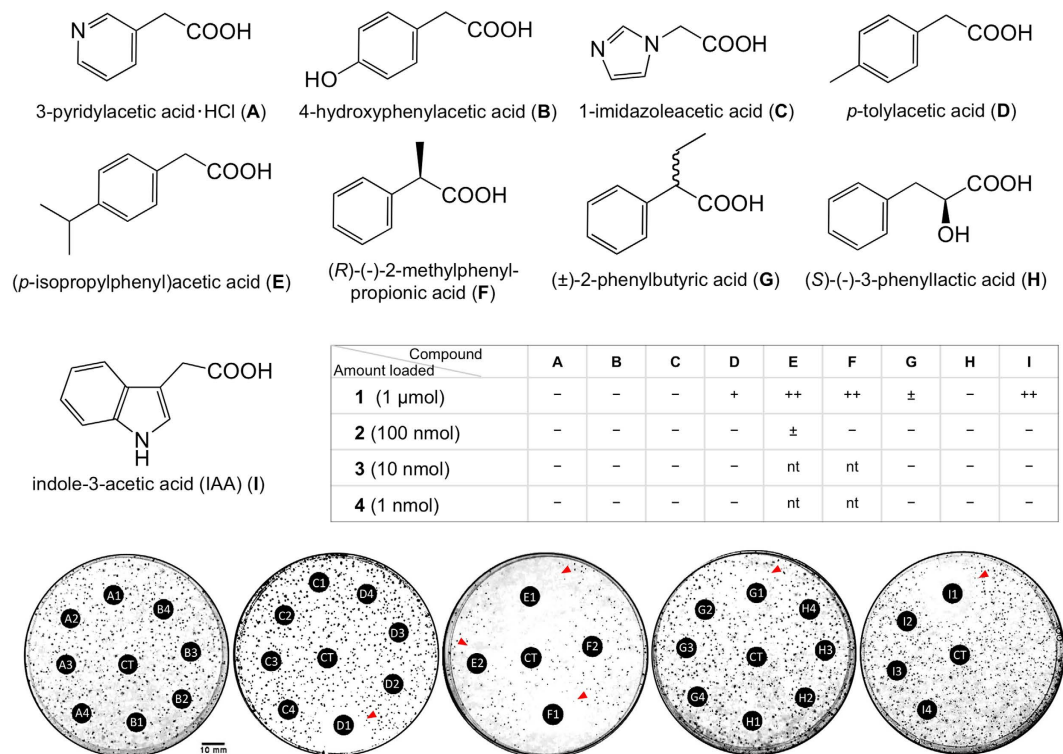 N
COOH
3-pyridylacetic acid·HCl (A)
COOH
HO
4-hydroxyphenylacetic acid (B)
N
N
COOH
1-imidazoleacetic acid (C)
COOH
p-tolylacetic acid (D)
COOH
(p-isopropylphenyl)acetic acid (E)
COOH
(R)-(-)-2-methylphenyl-
propionic acid (F)
COOH
(±)-2-phenylbutyric acid (G)
COOH
OH
(S)-(-)-3-phenyllactic acid (H)
COOH
N
H
indole-3-acetic acid (IAA) (I)
Compound
Amount loaded
A B C D E F G H I
1 (1 μmol) − − − + ++ ++ ± − ++
2 (100 nmol) − − − − ± − − − −
3 (10 nmol) − − − − nt nt − − −
4 (1 nmol) − − − − nt nt − − −
A1
B4
A2
B3
A3
CT
B2
A4
B1
10 mm
C1
D4
C2
D3
C3
CT
D2
C4
D1
E1
F2
E2
CT
F1
G1
G2
H4
G3
CT
H3
G4
H2
H1
I1
I2
CT
I3
I4